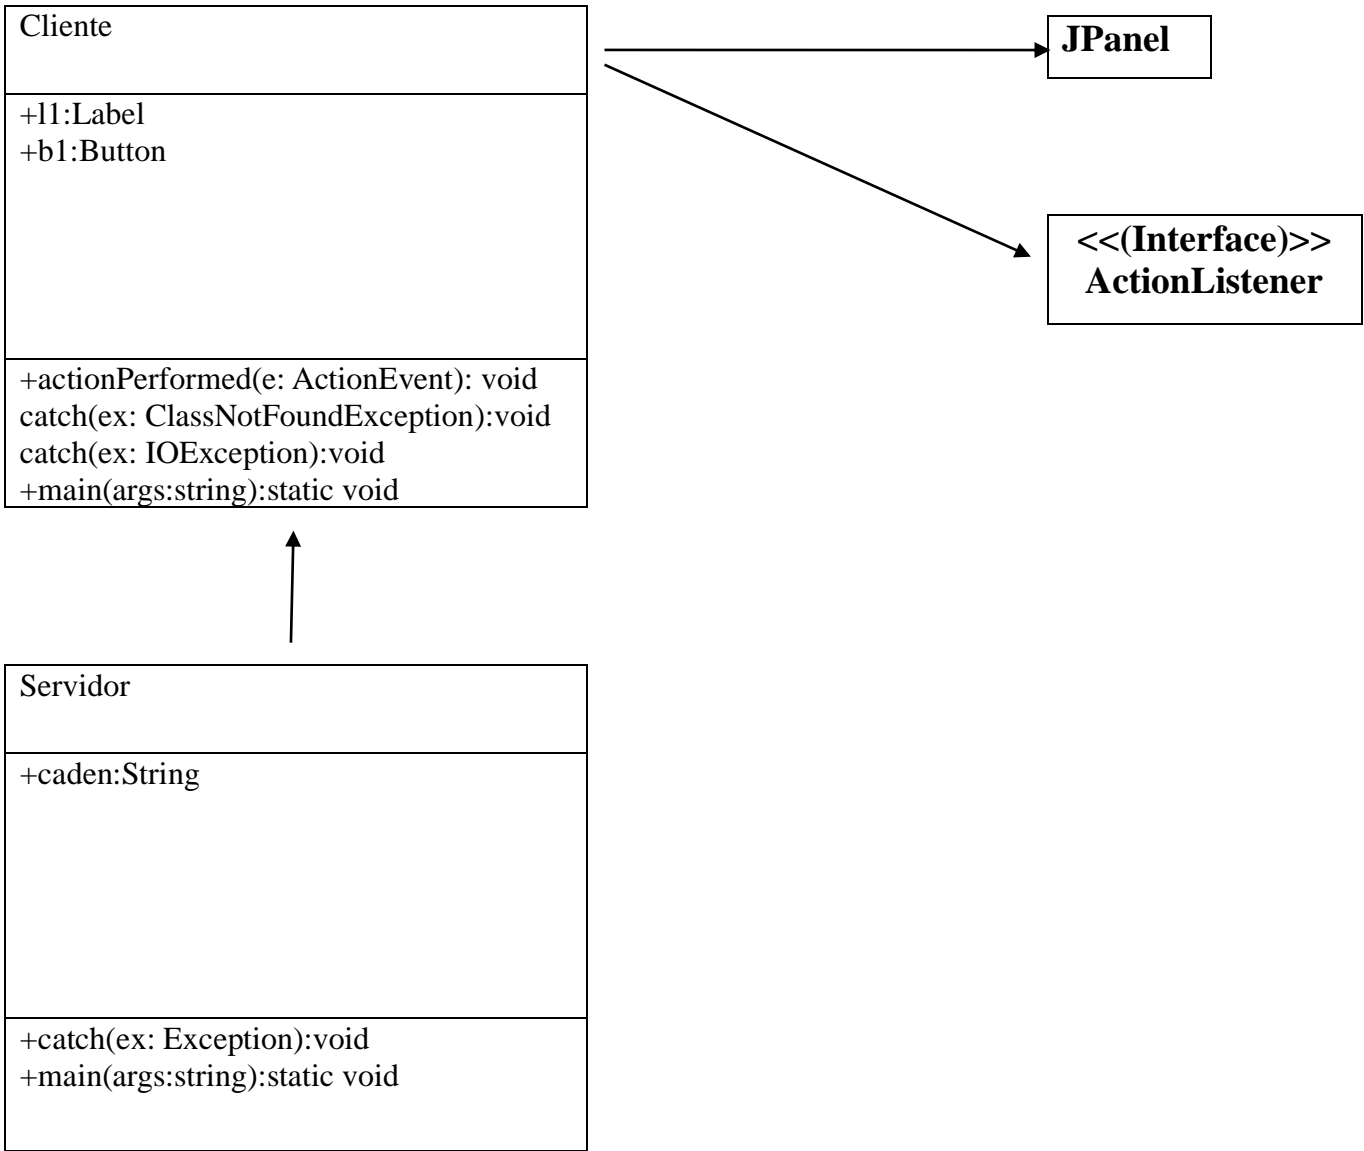 Cliente
+l1:Label
+b1:Button
+actionPerformed(e: ActionEvent): void
catch(ex: ClassNotFoundException):void
catch(ex: IOException):void
+main(args:string):static void
JPanel
<<(Interface)>>
ActionListener
Servidor
+caden:String
+catch(ex: Exception):void
+main(args:string):static void